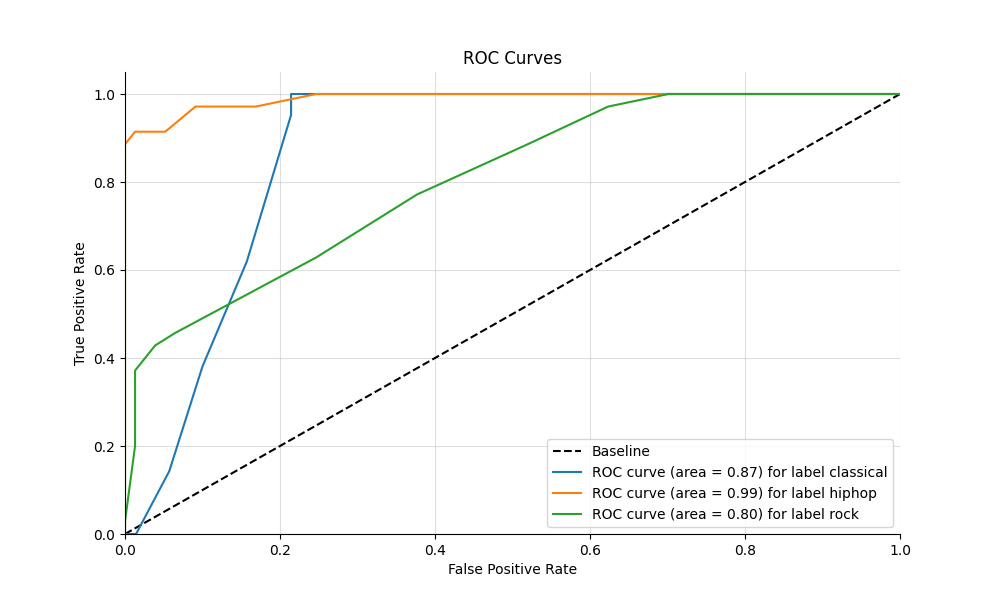 ROC Curves
True Positive Rate
1.0
0.8
0.6
0.4
0.2
0.0
0.0 0.2 0.4 0.6 0.8 1.0
False Positive Rate
Baseline
ROC curve (area = 0.87) for label classical
ROC curve (area = 0.99) for label hiphop
ROC curve (area = 0.80) for label rock